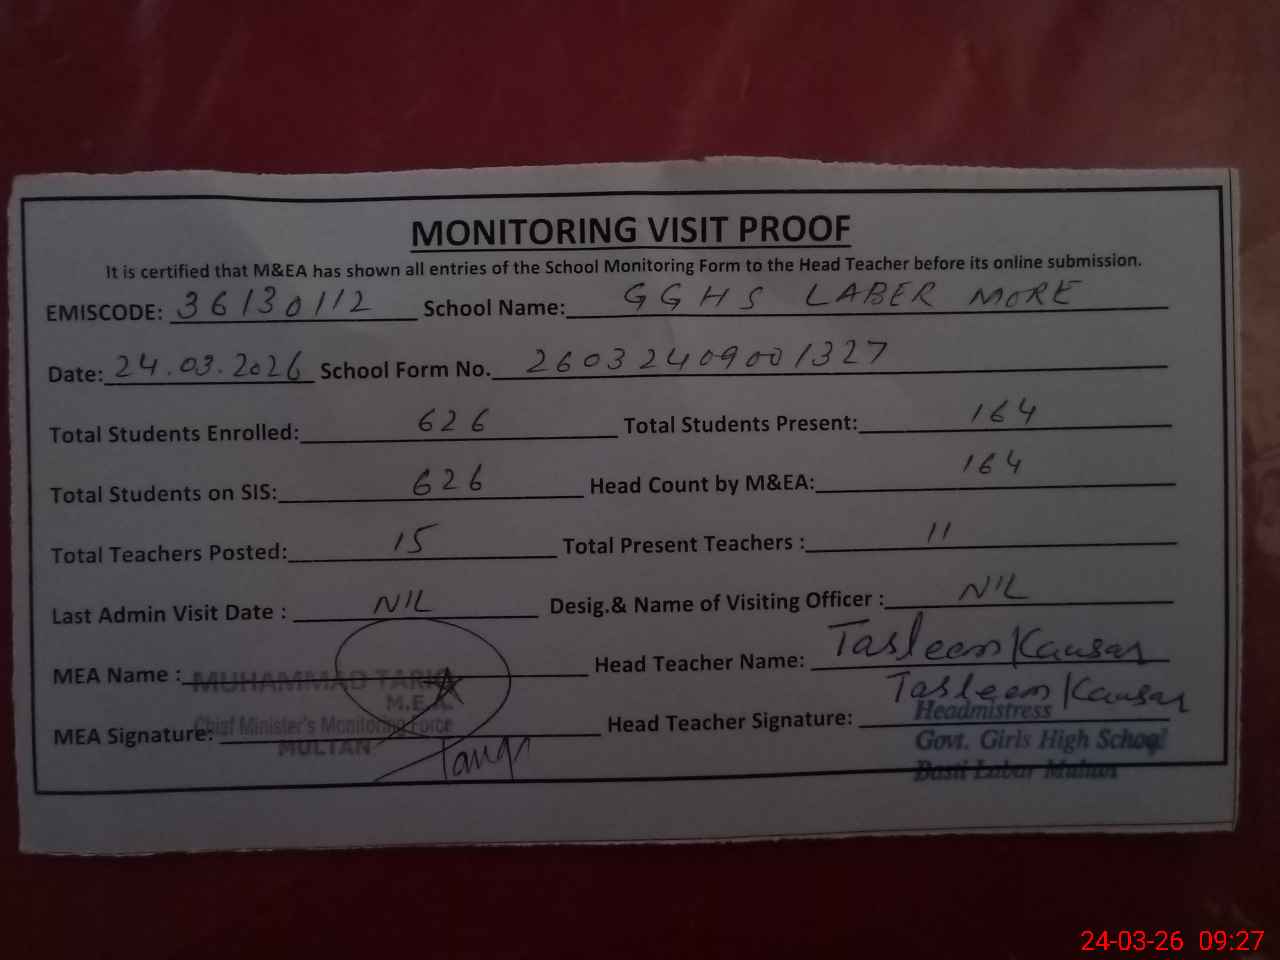 MONITORING VISIT PROOF
It is certified that M&EA has shown all entries of the School Monitoring Form to the Head Teacher before its online submission.
EMISCODE: 36130112 School Name: GGHS LABER MORE
Date: 24.03.2026 School Form No. 26032409001327
Total Students Enrolled: 626 Total Students Present: 164
Total Students on SIS: 626 Head Count by M&EA: 164
Total Teachers Posted: 15 Total Present Teachers : 11
Last Admin Visit Date : NIL Desig.& Name of Visiting Officer : NIL
MEA Name : MUHAMMAD TARIQ Head Teacher Name: Tasleem Kausar
M.E.A.
MEA Signature: Head Teacher Signature: Tasleem Kausar
Chief Minister's Monitoring Force
MULTAN
Headmistress
Govt. Girls High School
Basti Labar Multan
24-03-26 09:27